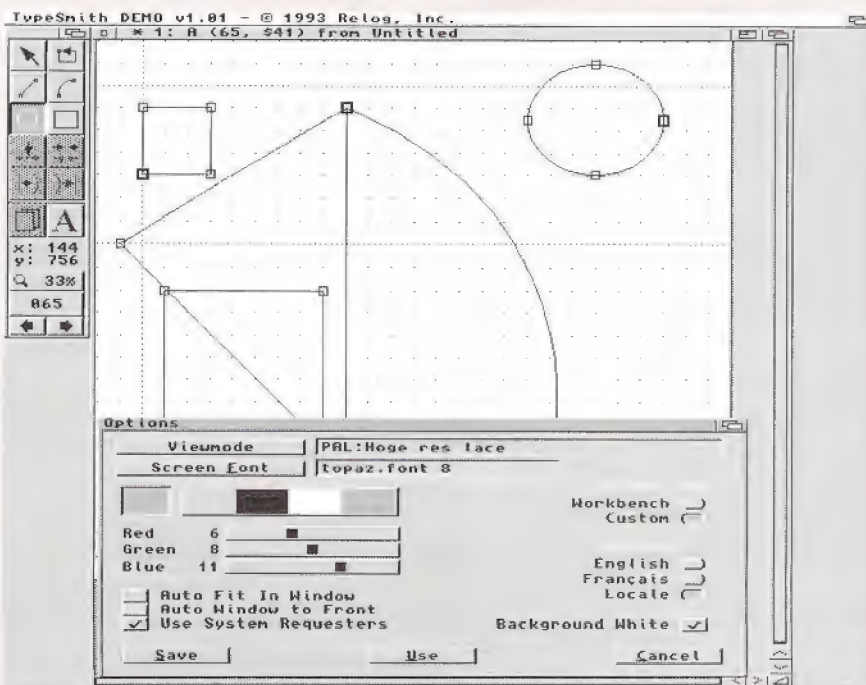 TypeSmith DEMO v1.01 - © 1993 Relog, Inc.
* 1: A (65, $41) from Untitled
A
x: 144
y: 756
33%
065
Options
Viewmode PAL:Hoge res lace
Screen Font topaz.font 8
Workbench
Custom
Red 6
Green 8
Blue 11
English
Français
Locale
Auto Fit In Window
Auto Window to Front
Use System Requesters
Background White
Save Use Cancel